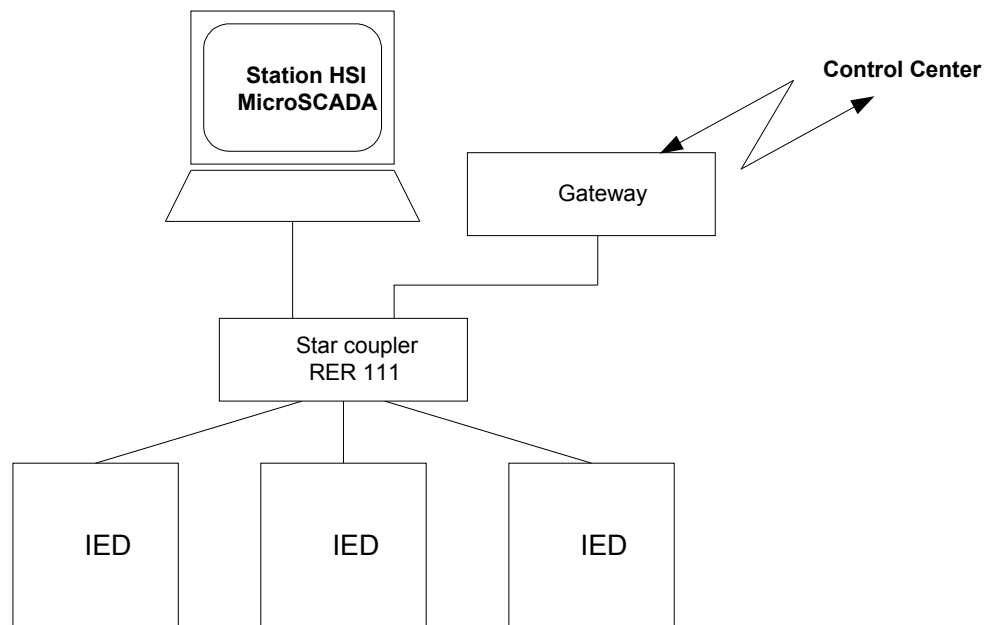 Station HSI
MicroSCADA
Control Center
Gateway
Star coupler
RER 111
IED
IED
IED